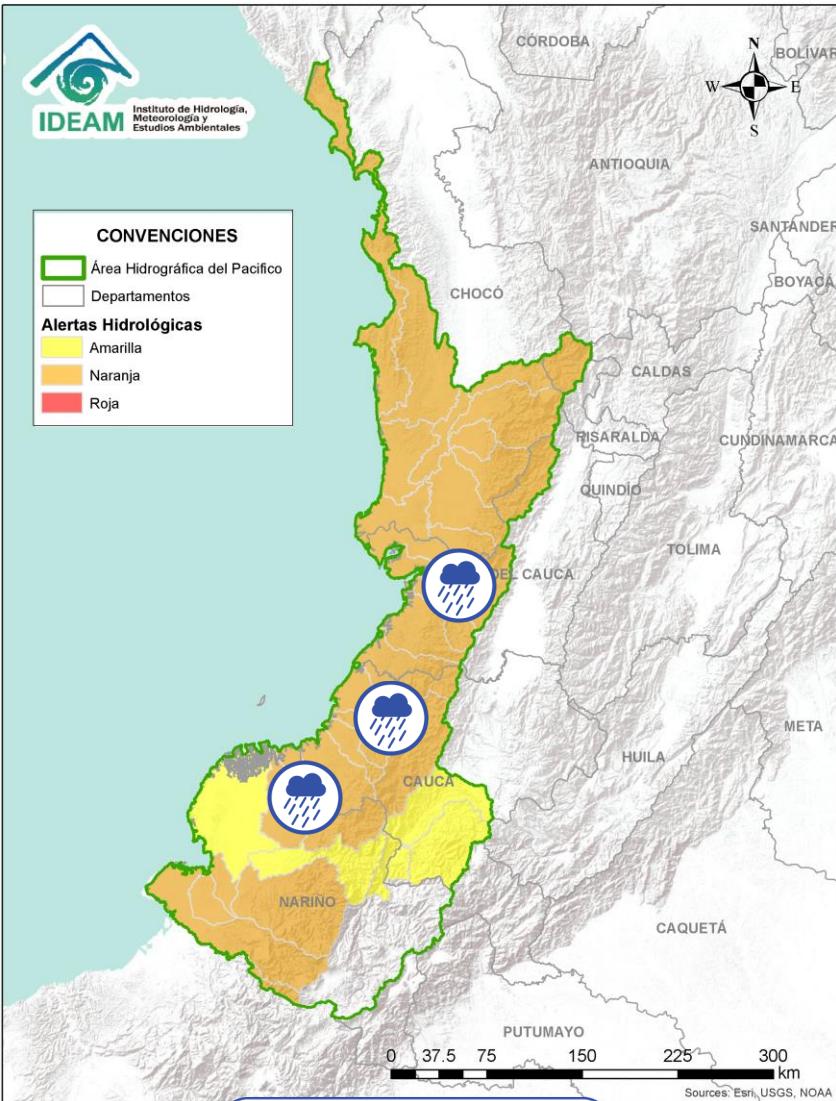 IDEAM
Instituto de Hidrología,
Meteorología y
Estudios Ambientales
N
W
E
S
CÓRDOBA
BOLÍVAR
ANTIOQUIA
SANTANDER
BOYACÁ
CHOCÓ
CONVENCIONES
Área Hidrográfica del Pacifico
Departamentos
Alertas Hidrológicas
Amarilla
Naranja
Roja
CALDAS
RISARALDA
CUNDINAMARCA
QUINDÍO
TOLIMA
DEL CAUCA
META
HUILA
CAUCA
NARIÑO
CAQUETÁ
PUTUMAYO
0 37.5 75 150 225 300
km
Sources: Esri, USGS, NOAA